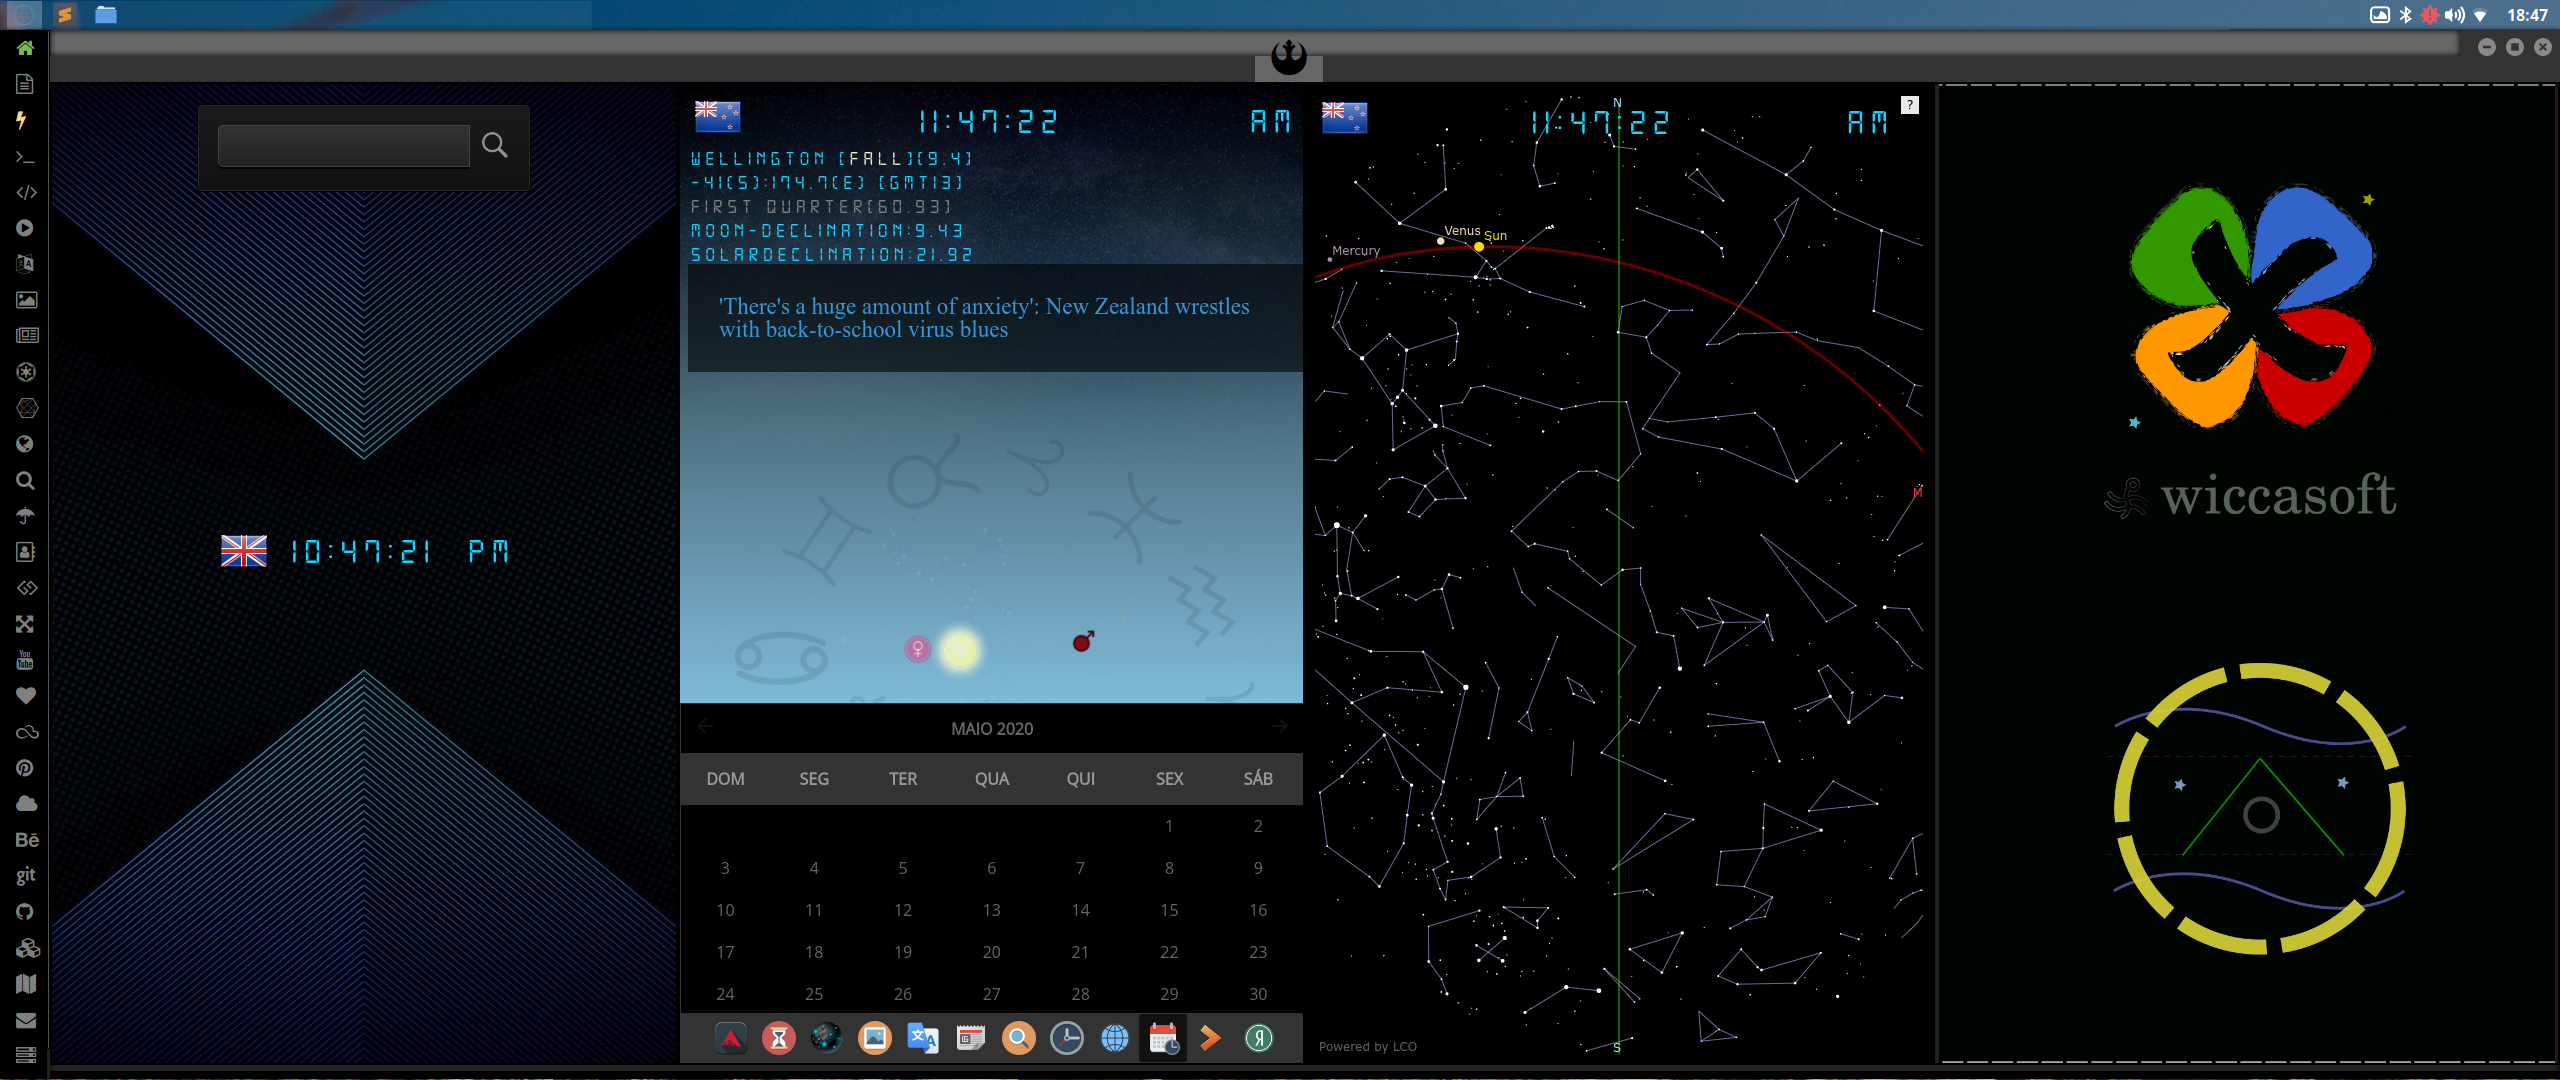 18:47
11:47:22 AM
WELLINGTON [FALL][9.4]
-41(S):174.7(E) [GMT13]
FIRST QUARTER[60.93]
MOON-DECLINATION:9.43
SOLARDECLINATION:21.92
'There's a huge amount of anxiety': New Zealand wrestles
with back-to-school virus blues
10:47:21 PM
MAIO 2020
DOM SEG TER QUA QUI SEX SÁB
1 2
3 4 5 6 7 8 9
10 11 12 13 14 15 16
17 18 19 20 21 22 23
24 25 26 27 28 29 30
11:47:22 AM
?
N
Venus
Sun
Mercury
M
S
Powered by LCO
wiccasoft
You
Tube
Bē
git